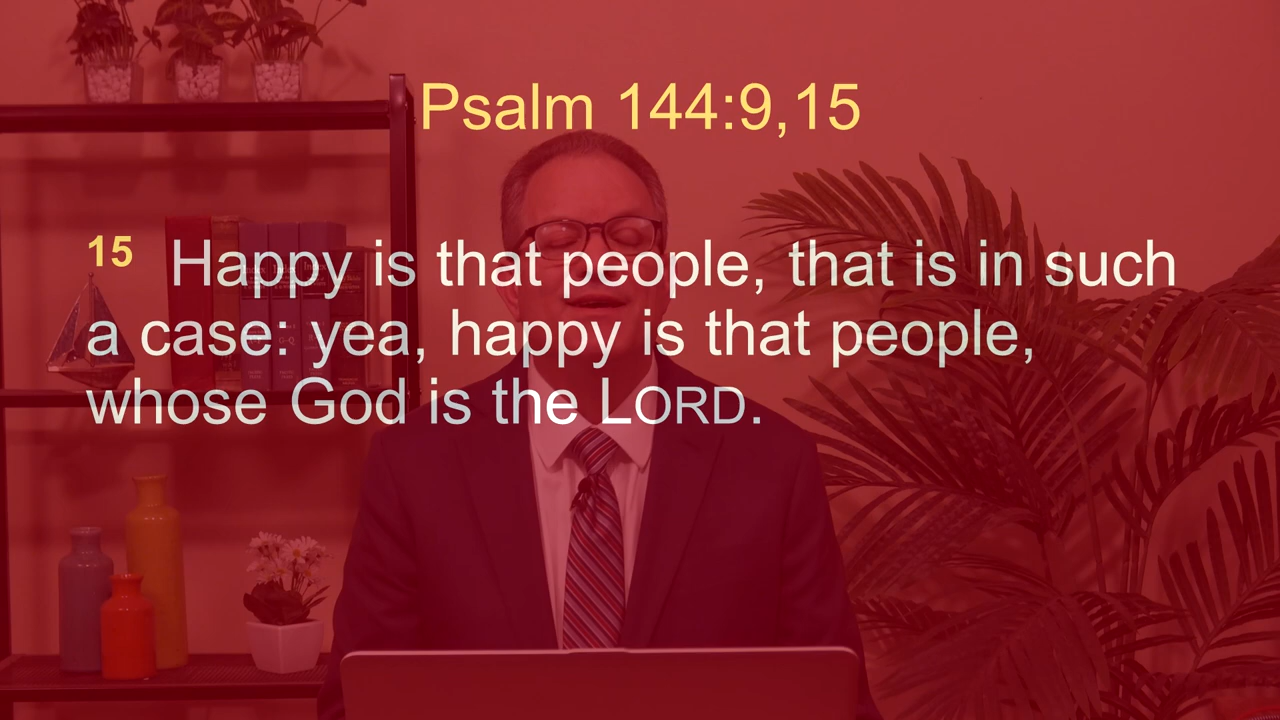 Psalm 144:9,15
15 Happy is that people, that is in such
a case: yea, happy is that people,
whose God is the LORD.